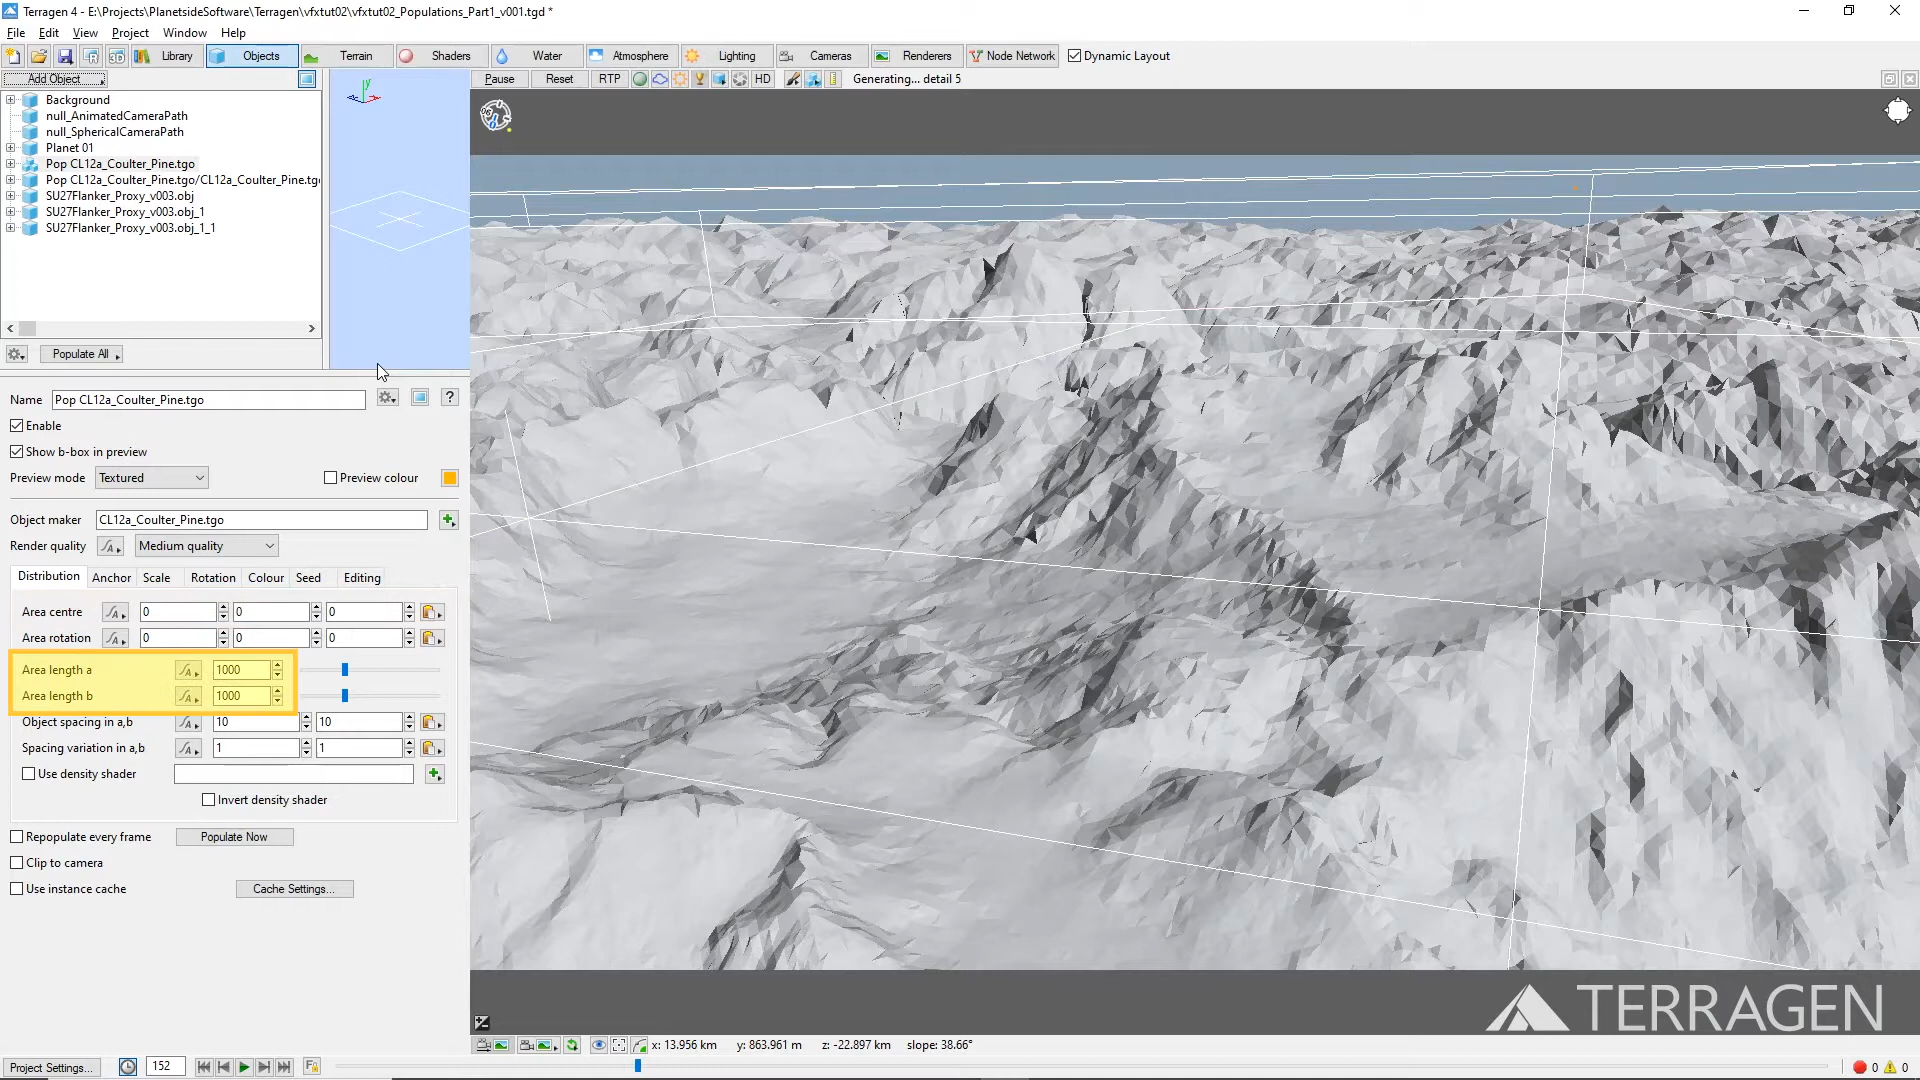 Terragen 4 - E:\Projects\PlanetsideSoftware\Terragen\vfxtut02\vfxtut02_Populations_Part1_v001.tgd *
File Edit View Project Window Help
Library Objects Terrain Shaders Water Atmosphere Lighting Cameras Renderers Node Network Dynamic Layout
Add Object
Pause Reset RTP HD Generating... detail 5
Background
null_AnimatedCameraPath
null_SphericalCameraPath
Planet 01
Pop CL12a_Coulter_Pine.tgo
Pop CL12a_Coulter_Pine.tgo/CL12a_Coulter_Pine.tg
SU27Flanker_Proxy_v003.obj
SU27Flanker_Proxy_v003.obj_1
SU27Flanker_Proxy_v003.obj_1_1
Populate All
Name Pop CL12a_Coulter_Pine.tgo ?
Enable
Show b-box in preview
Preview mode Textured Preview colour
Object maker CL12a_Coulter_Pine.tgo
Render quality Medium quality
Distribution Anchor Scale Rotation Colour Seed Editing
Area centre 0 0 0
Area rotation 0 0 0
Area length a 1000
Area length b 1000
Object spacing in a,b 10 10
Spacing variation in a,b 1 1
Use density shader
Invert density shader
Repopulate every frame Populate Now
Clip to camera
Use instance cache Cache Settings...
TERRAGEN
x: 13.956 km y: 863.961 m z: -22.897 km slope: 38.66°
Project Settings... 152 0 0